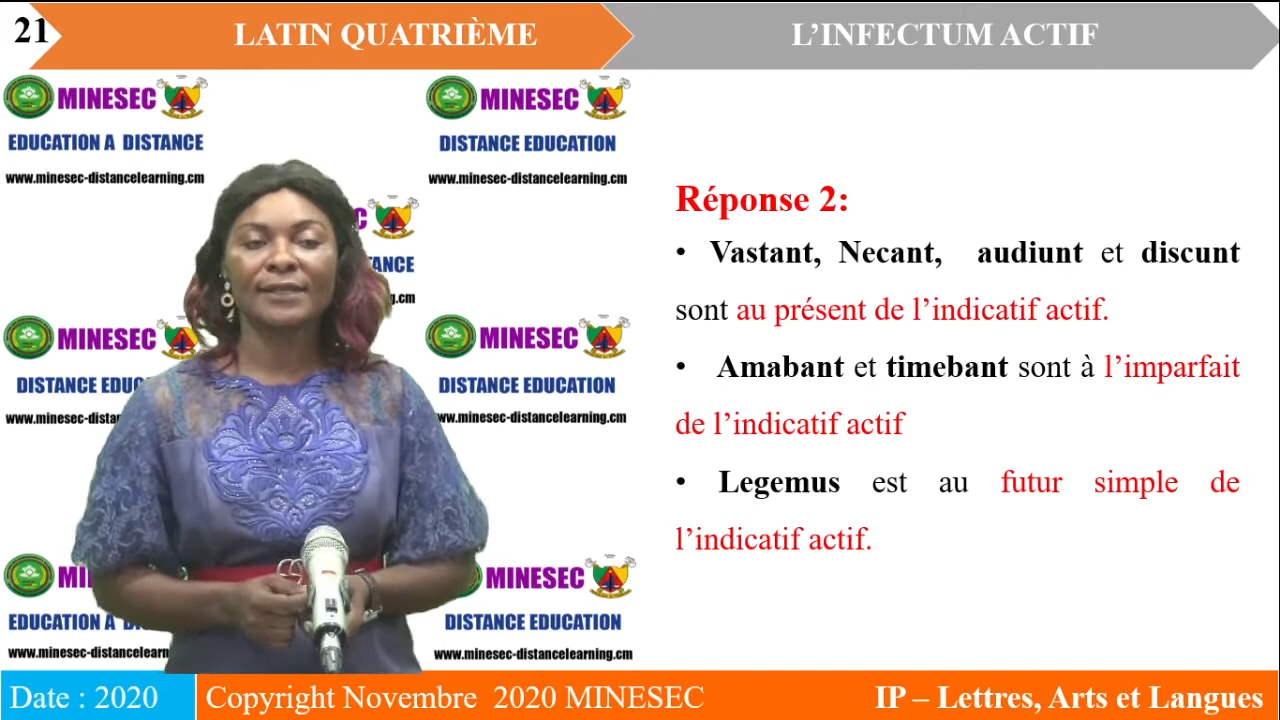 21
LATIN QUATRIÈME
L’INFECTUM ACTIF
MINESEC
EDUCATION A DISTANCE
www.minesec-distancelearning.cm
MINESEC
DISTANCE EDUCATION
www.minesec-distancelearning.cm
Réponse 2:
• Vastant, Necant, audiunt et discunt
sont au présent de l’indicatif actif.
• Amabant et timebant sont à l’imparfait
de l’indicatif actif
• Legemus est au futur simple de
l’indicatif actif.
MINESEC
MINESEC
DISTANCE EDUCATION
MINESEC
DISTANCE EDUCATION
www.minesec-distancelearning.cm
Date : 2020
Copyright Novembre 2020 MINESEC
IP – Lettres, Arts et Langues